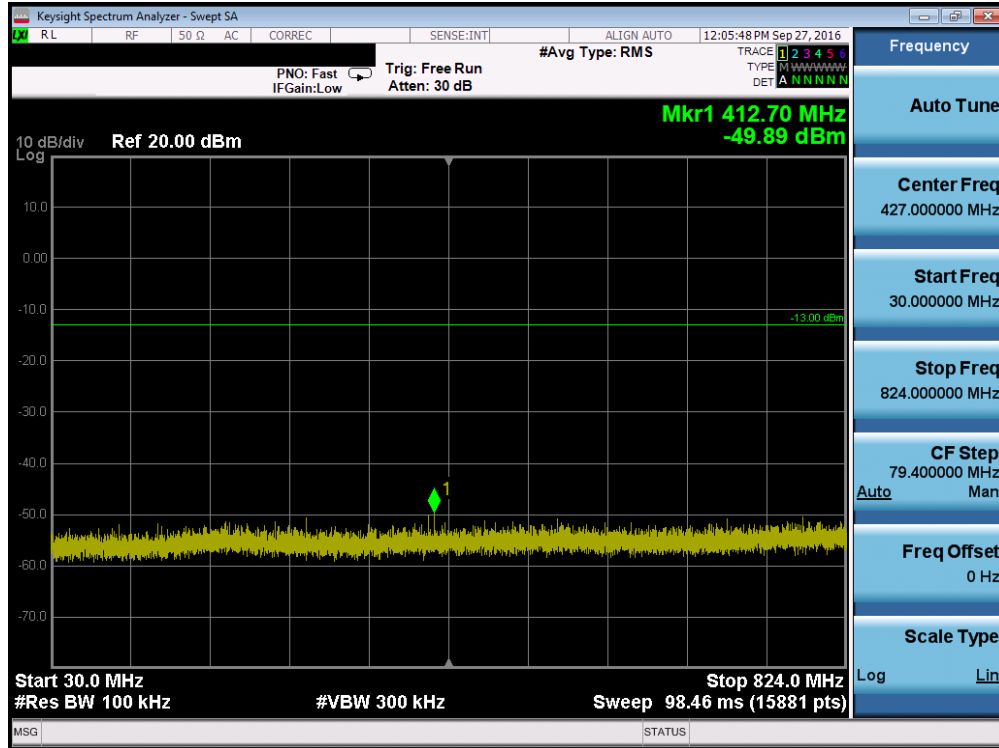 Keysight Spectrum Analyzer - Swept SA
LXI RL RF 50 Ω AC CORREC SENSE:INT ALIGN AUTO 12:05:48 PM Sep 27, 2016
#Avg Type: RMS
TRACE 1 2 3 4 5 6
TYPE M WWWWW
DET A N N N N N
PNO: Fast
IFGain:Low
Trig: Free Run
Atten: 30 dB
Mkr1 412.70 MHz
-49.89 dBm
10 dB/div Ref 20.00 dBm
Log
10.0
0.00
-10.0
-13.00 dBm
-20.0
-30.0
-40.0
1
-50.0
-60.0
-70.0
Start 30.0 MHz Stop 824.0 MHz
#Res BW 100 kHz #VBW 300 kHz Sweep 98.46 ms (15881 pts)
MSG STATUS
Frequency
Auto Tune
Center Freq
427.000000 MHz
Start Freq
30.000000 MHz
Stop Freq
824.000000 MHz
CF Step
79.400000 MHz
Auto Man
Freq Offset
0 Hz
Scale Type
Log Lin